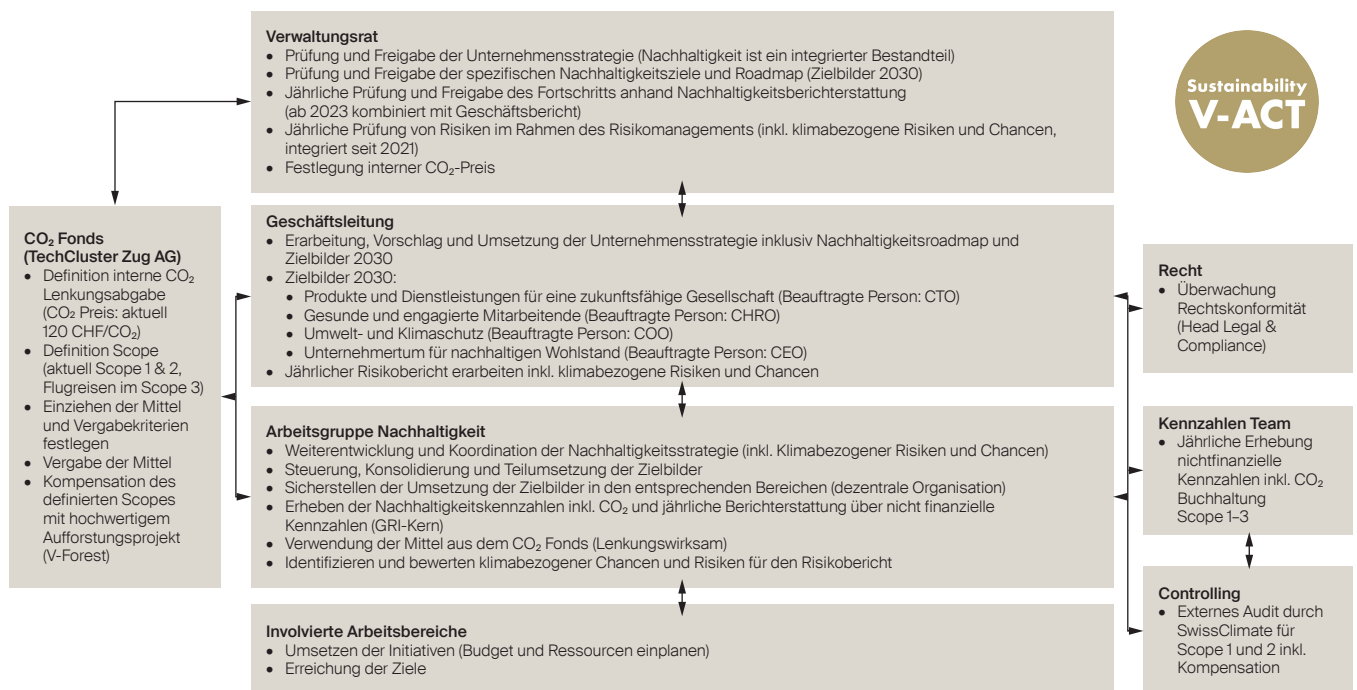 Verwaltungsrat
• Prüfung und Freigabe der Unternehmensstrategie (Nachhaltigkeit ist ein integrierter Bestandteil)
• Prüfung und Freigabe der spezifischen Nachhaltigkeitsziele und Roadmap (Zielbilder 2030)
• Jährliche Prüfung und Freigabe des Fortschritts anhand Nachhaltigkeitsberichterstattung
(ab 2023 kombiniert mit Geschäftsbericht)
• Jährliche Prüfung von Risiken im Rahmen des Risikomanagements (inkl. klimabezogene Risiken und Chancen,
integriert seit 2021)
• Festlegung interner CO₂-Preis
Sustainability
V-ACT
CO₂ Fonds
(TechCluster Zug AG)
• Definition interne CO₂
Lenkungsabgabe
(CO₂ Preis: aktuell
120 CHF/CO₂)
• Definition Scope
(aktuell Scope 1 & 2,
Flugreisen im Scope 3)
• Einziehen der Mittel
und Vergabekriterien
festlegen
• Vergabe der Mittel
• Kompensation des
definierten Scopes
mit hochwertigem
Aufforstungsprojekt
(V-Forest)
Geschäftsleitung
• Erarbeitung, Vorschlag und Umsetzung der Unternehmensstrategie inklusiv Nachhaltigkeitsroadmap und
Zielbilder 2030
• Zielbilder 2030:
• Produkte und Dienstleistungen für eine zukunftsfähige Gesellschaft (Beauftragte Person: CTO)
• Gesunde und engagierte Mitarbeitende (Beauftragte Person: CHRO)
• Umwelt- und Klimaschutz (Beauftragte Person: COO)
• Unternehmertum für nachhaltigen Wohlstand (Beauftragte Person: CEO)
• Jährlicher Risikobericht erarbeiten inkl. klimabezogene Risiken und Chancen
Arbeitsgruppe Nachhaltigkeit
• Weiterentwicklung und Koordination der Nachhaltigkeitsstrategie (inkl. Klimabezogener Risiken und Chancen)
• Steuerung, Konsolidierung und Teilumsetzung der Zielbilder
• Sicherstellen der Umsetzung der Zielbilder in den entsprechenden Bereichen (dezentrale Organisation)
• Erheben der Nachhaltigkeitskennzahlen inkl. CO₂ und jährliche Berichterstattung über nicht finanzielle
Kennzahlen (GRI-Kern)
• Verwendung der Mittel aus dem CO₂ Fonds (Lenkungswirksam)
• Identifizieren und bewerten klimabezogener Chancen und Risiken für den Risikobericht
Involvierte Arbeitsbereiche
• Umsetzen der Initiativen (Budget und Ressourcen einplanen)
• Erreichung der Ziele
Recht
• Überwachung
Rechtskonformität
(Head Legal &
Compliance)
Kennzahlen Team
• Jährliche Erhebung
nichtfinanzielle
Kennzahlen inkl. CO₂
Buchhaltung
Scope 1–3
Controlling
• Externes Audit durch
SwissClimate für
Scope 1 und 2 inkl.
Kompensation